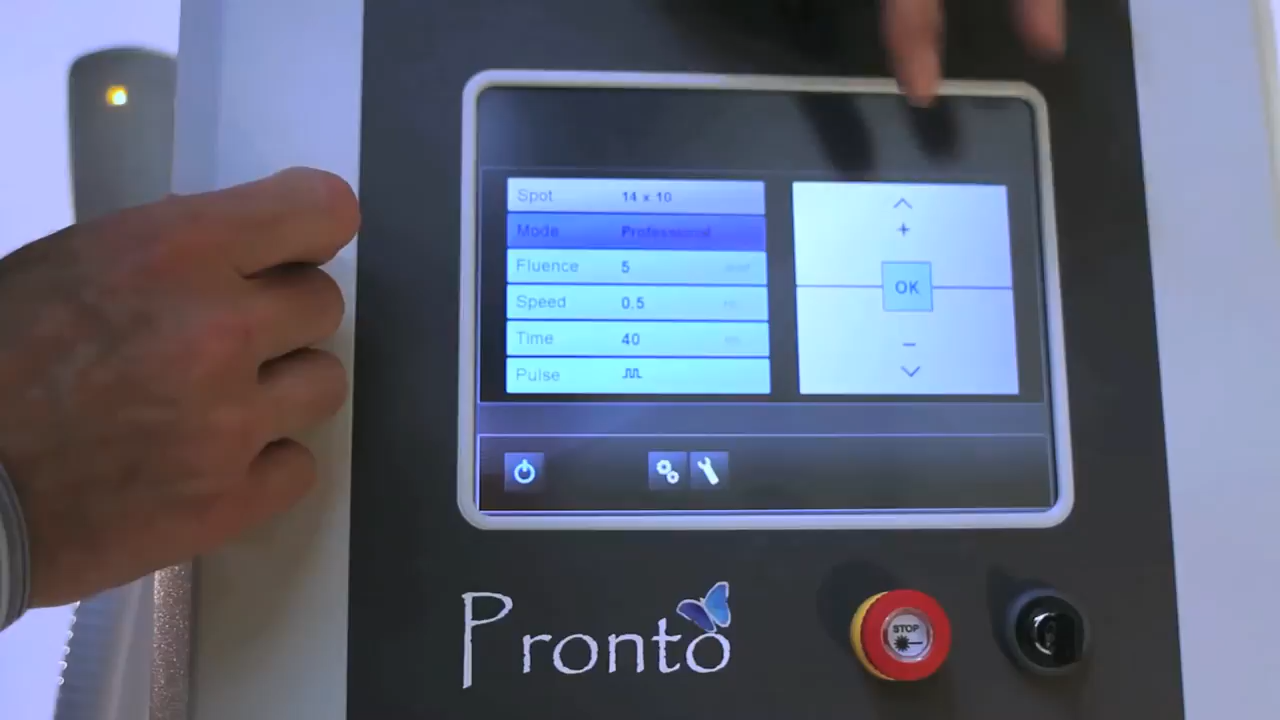 Spot 14 x 10
Mode Professional
Fluence 5
Speed 0.5
Time 40
Pulse
+
OK
−
Pronto
STOP